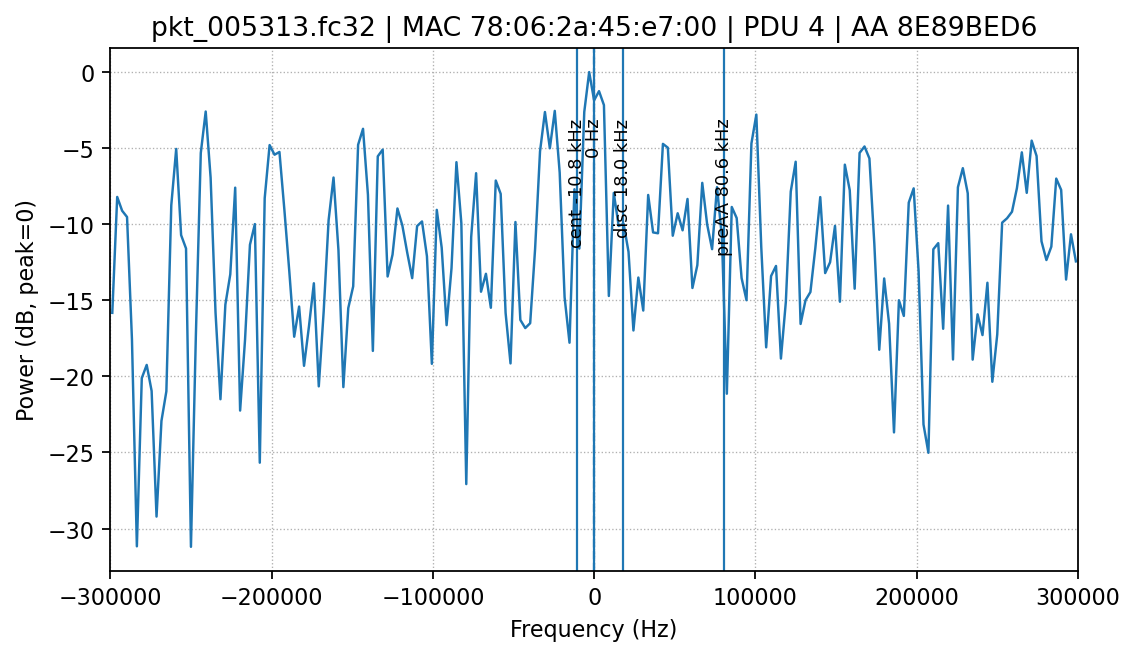 pkt_005313.fc32 | MAC 78:06:2a:45:e7:00 | PDU 4 | AA 8E89BED6
Power (dB, peak=0)
0
−5
−10
−15
−20
−25
−30
cent -10.8 kHz
0 Hz
disc 18.0 kHz
preAA 80.6 kHz
−300000
−200000
−100000
0
100000
200000
300000
Frequency (Hz)